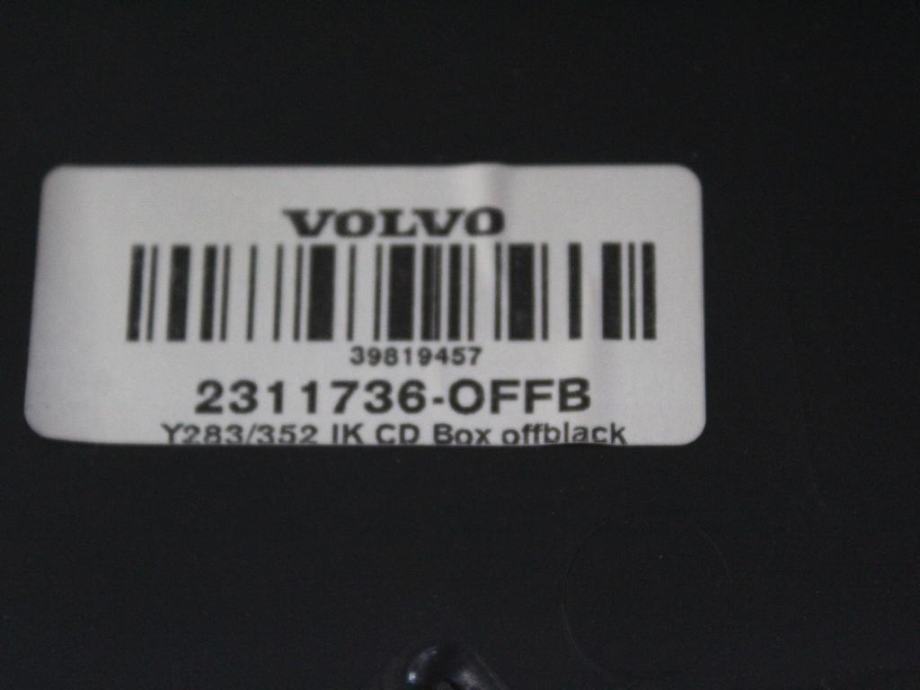 VOLVO
39819457
2311736-OFFB
Y283/352 IK CD Box offblack